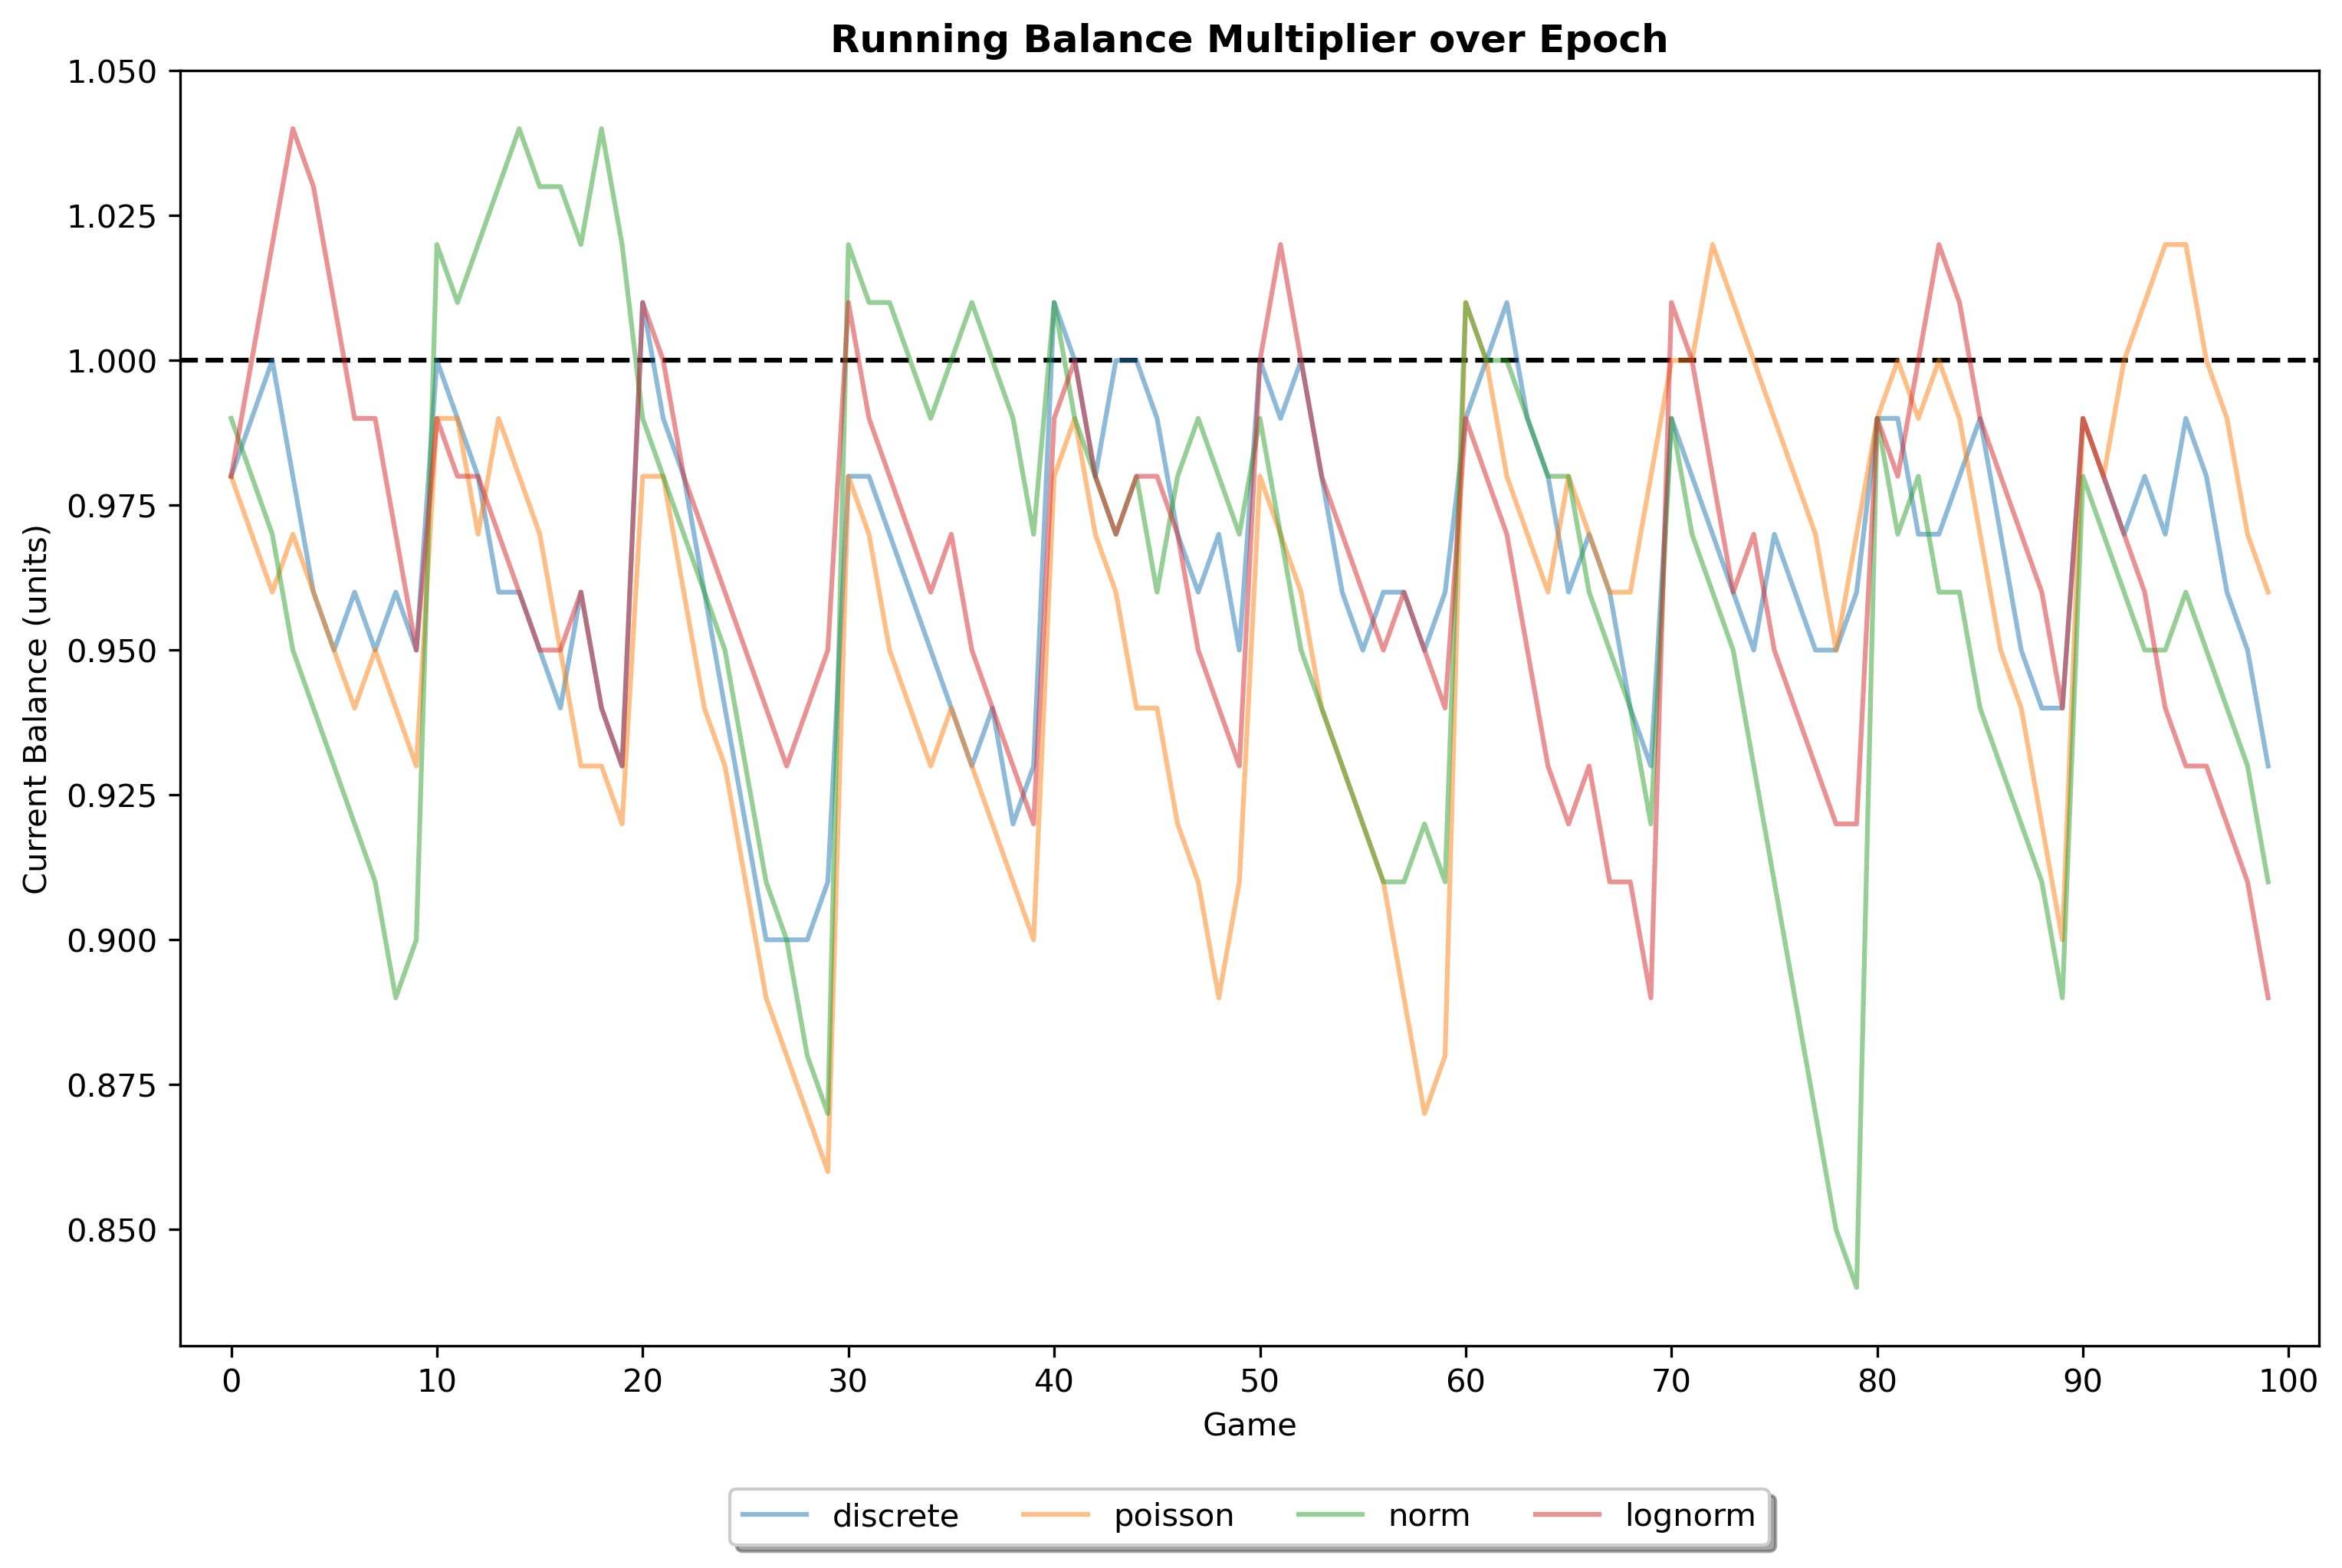 Running Balance Multiplier over Epoch
Current Balance (units)
1.050
1.025
1.000
0.975
0.950
0.925
0.900
0.875
0.850
0 10 20 30 40 50 60 70 80 90 100
Game
discrete poisson norm lognorm